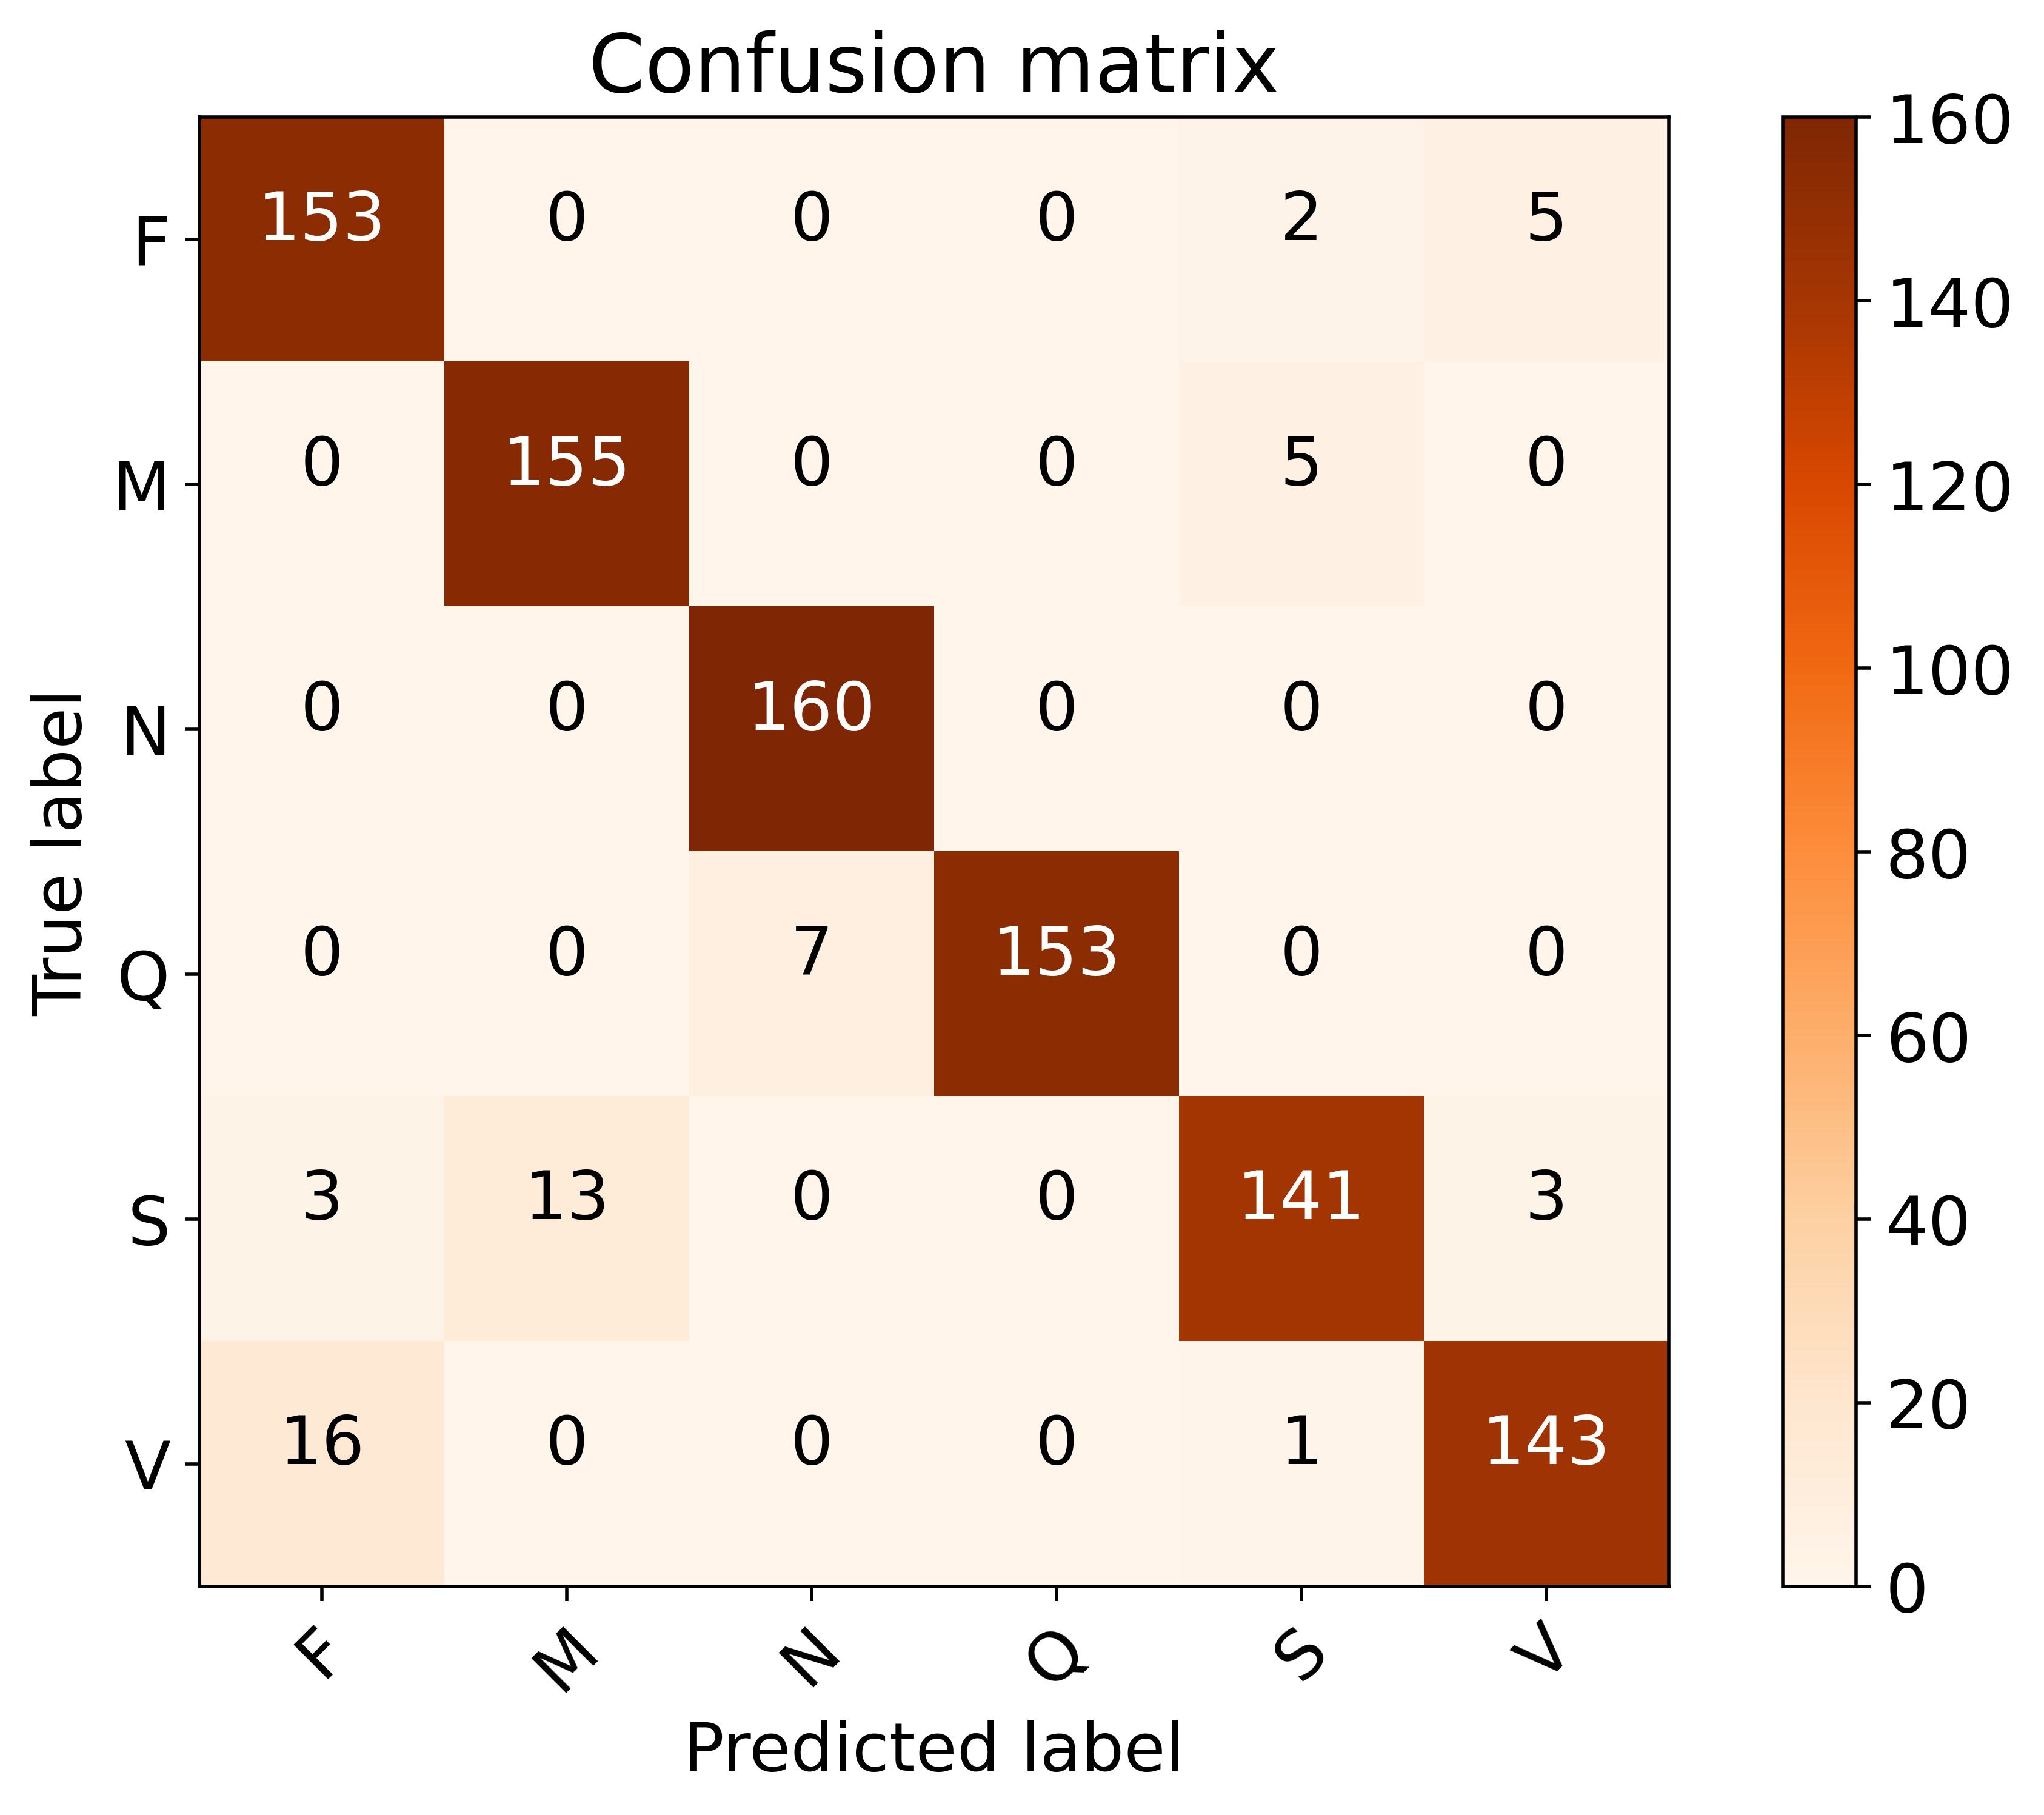 Confusion matrix
F 153 0 0 0 2 5
M 0 155 0 0 5 0
N 0 0 160 0 0 0
Q 0 0 7 153 0 0
S 3 13 0 0 141 3
V 16 0 0 0 1 143
F M N Q S V
Predicted label
True label
160
140
120
100
80
60
40
20
0